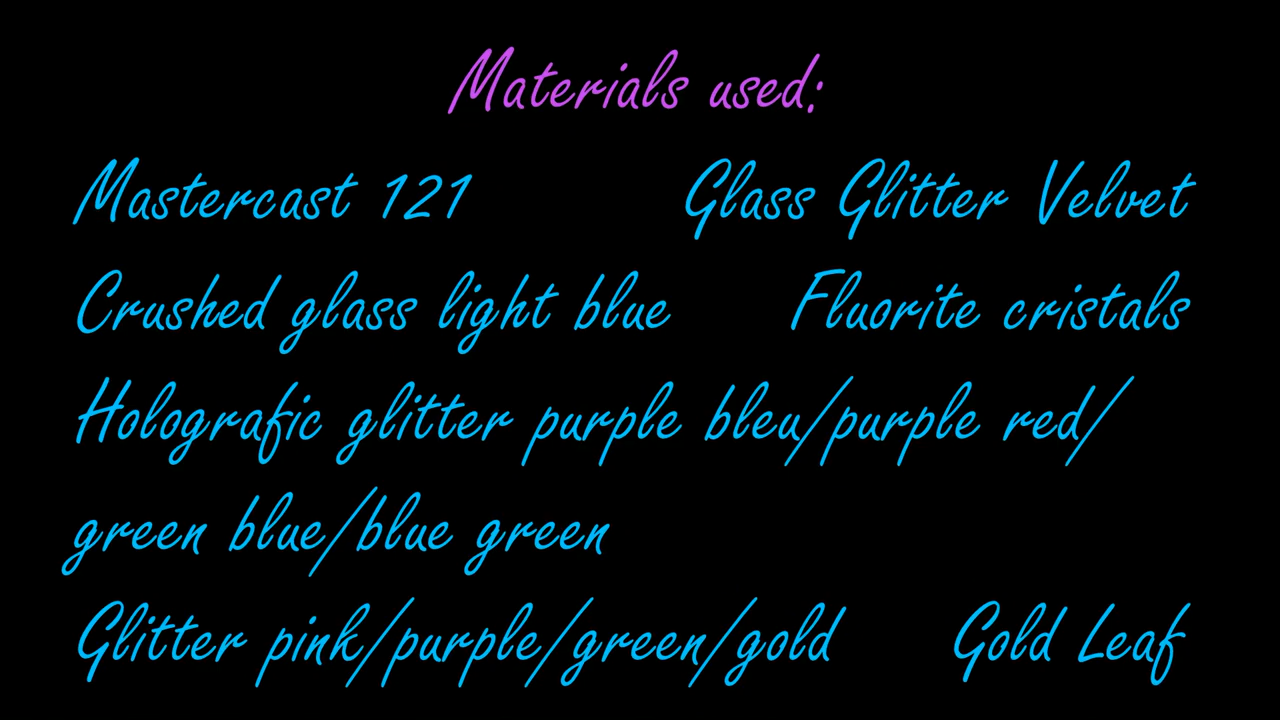 Materials used:
Mastercast 121 Glass Glitter Velvet
Crushed glass light blue Fluorite cristals
Holografic glitter purple bleu/purple red/
green blue/blue green
Glitter pink/purple/green/gold Gold Leaf